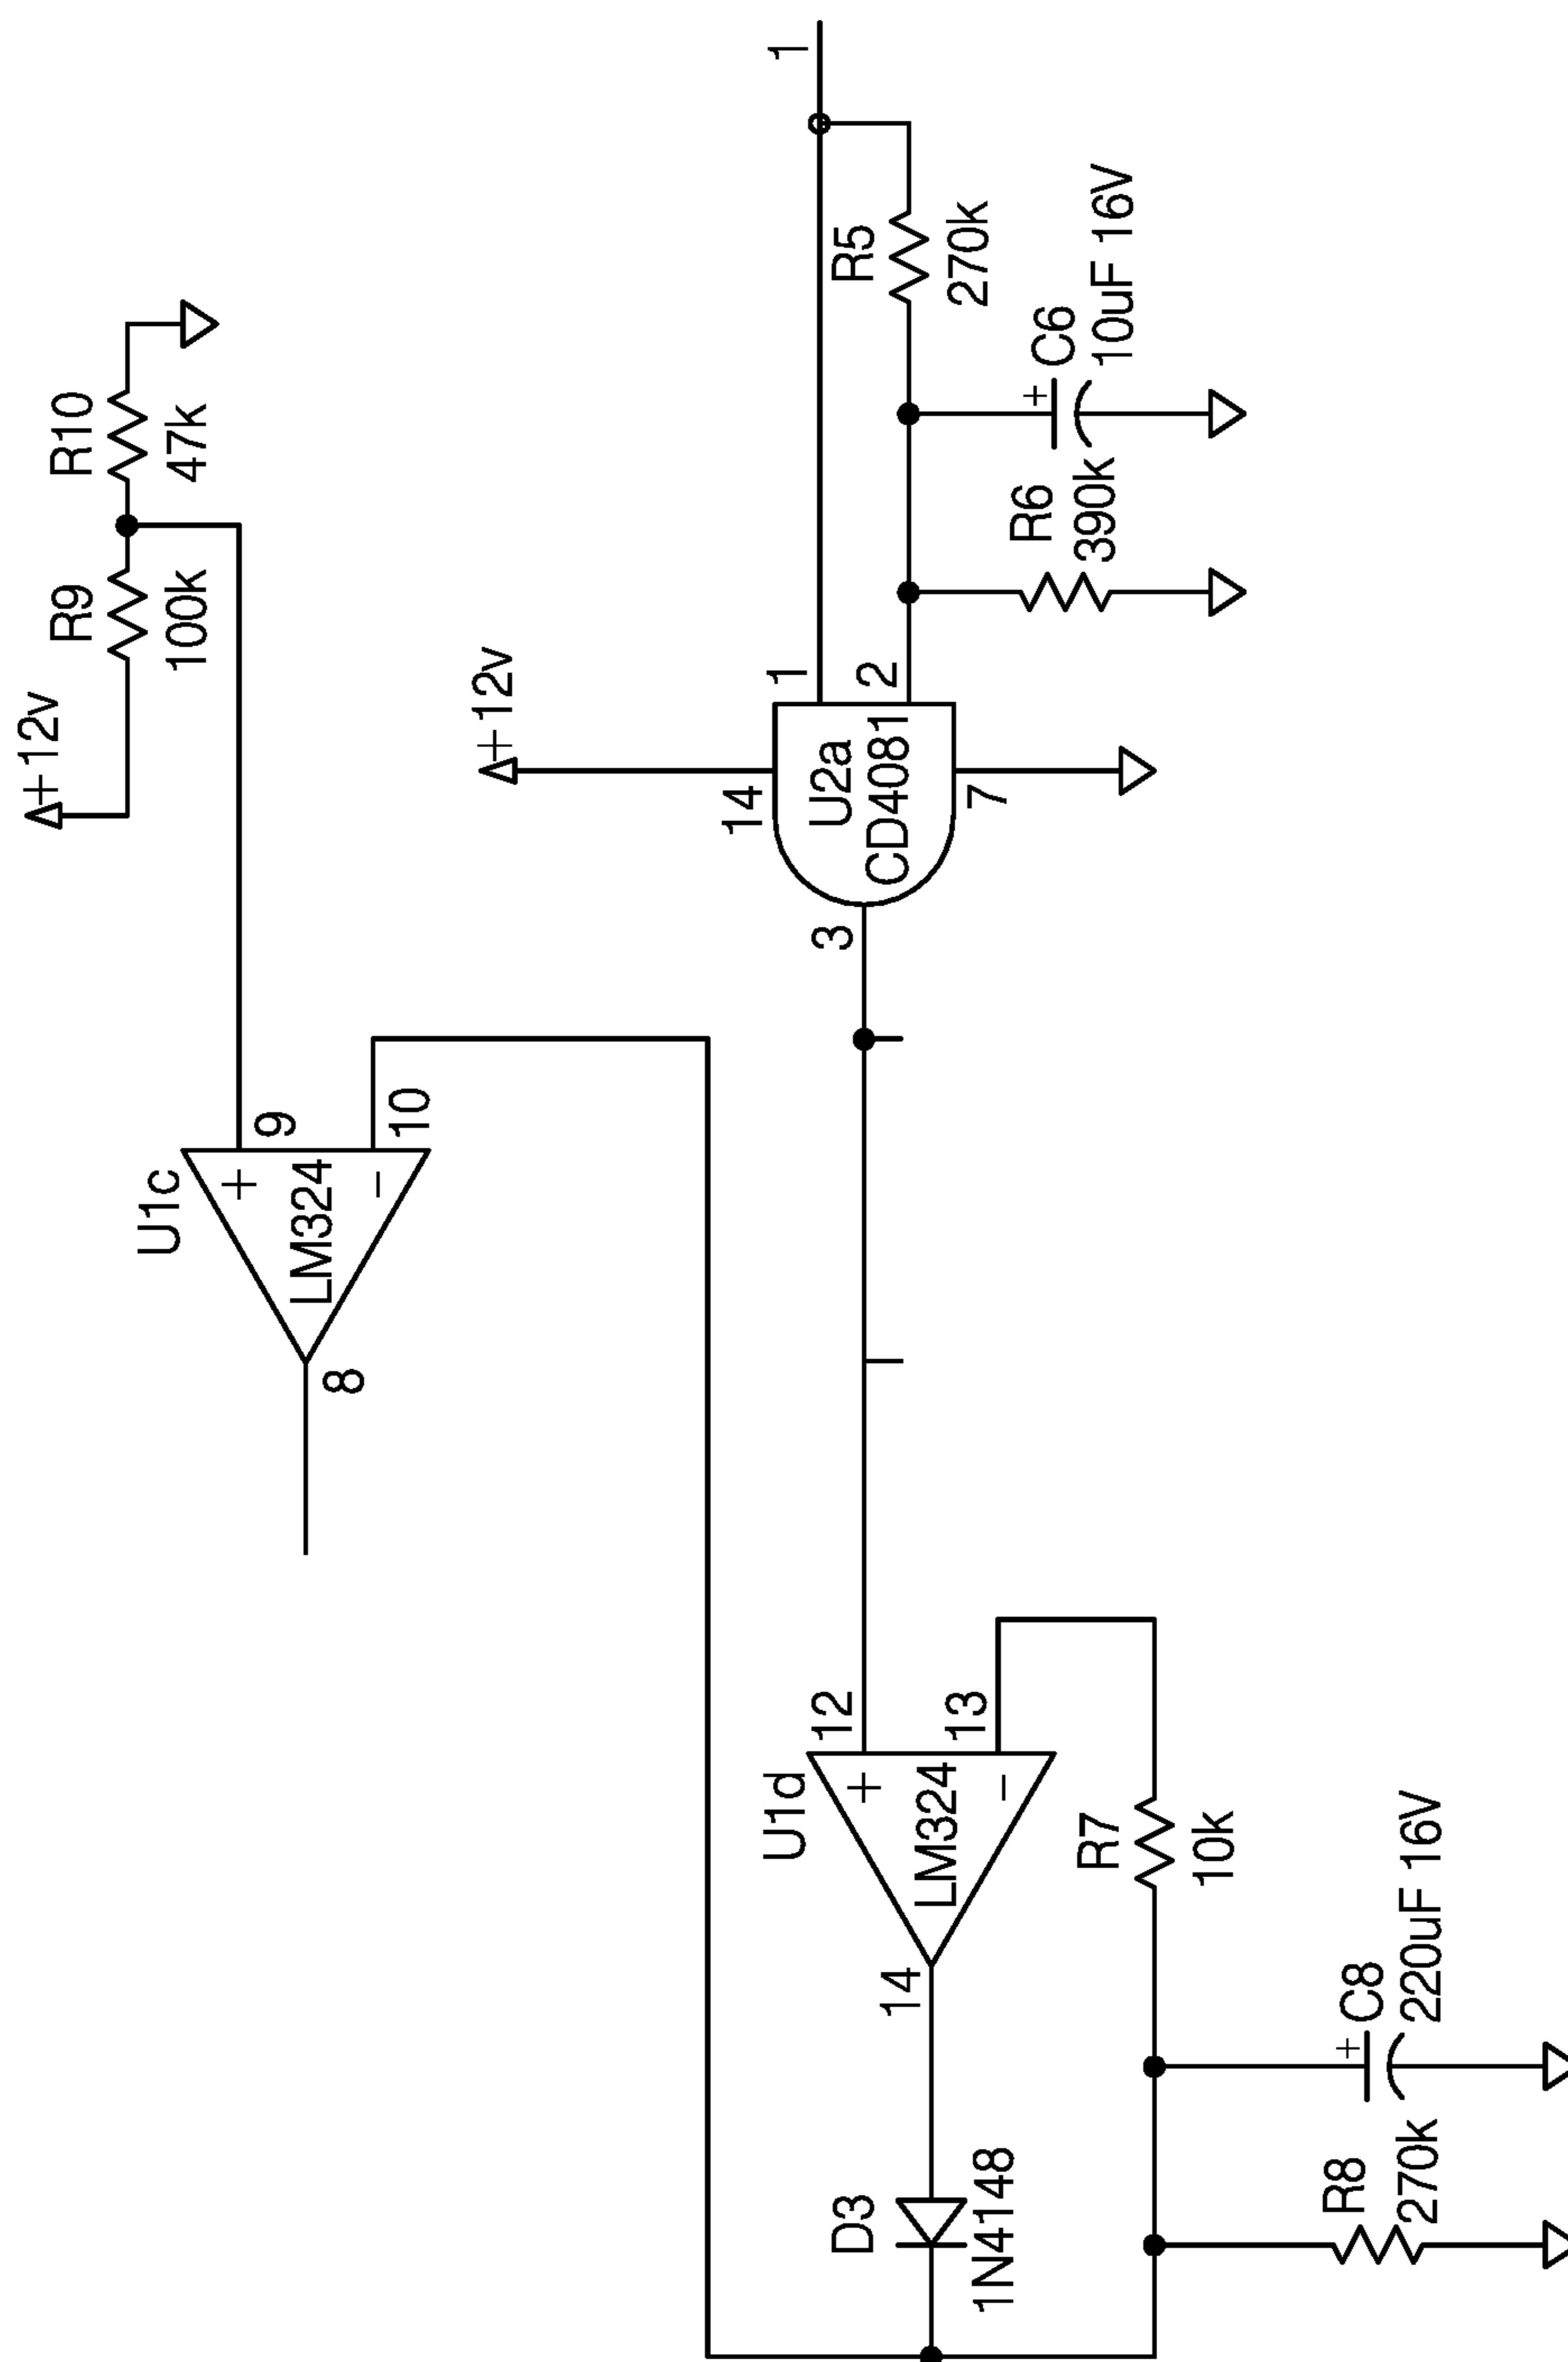 +12v
R9
100k
R10
47k
U1c
+
LM324
-
9
10
8
+12v
14
U2a
CD4081
7
1
2
3
1
R5
270k
+
C6
10uF 16V
R6
390k
U1d
12
13
+
LM324
-
14
R7
10k
D3
1N4148
+
C8
220uF 16V
R8
270k